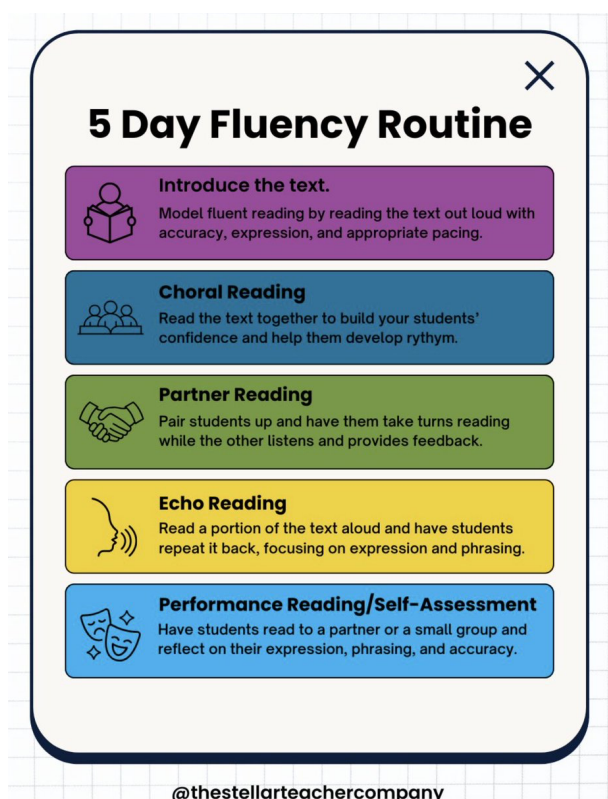 5 Day Fluency Routine
Introduce the text.
Model fluent reading by reading the text out loud with
accuracy, expression, and appropriate pacing.
Choral Reading
Read the text together to build your students’
confidence and help them develop rythym.
Partner Reading
Pair students up and have them take turns reading
while the other listens and provides feedback.
Echo Reading
Read a portion of the text aloud and have students
repeat it back, focusing on expression and phrasing.
Performance Reading/Self-Assessment
Have students read to a partner or a small group and
reflect on their expression, phrasing, and accuracy.
@thestellarteachercompany